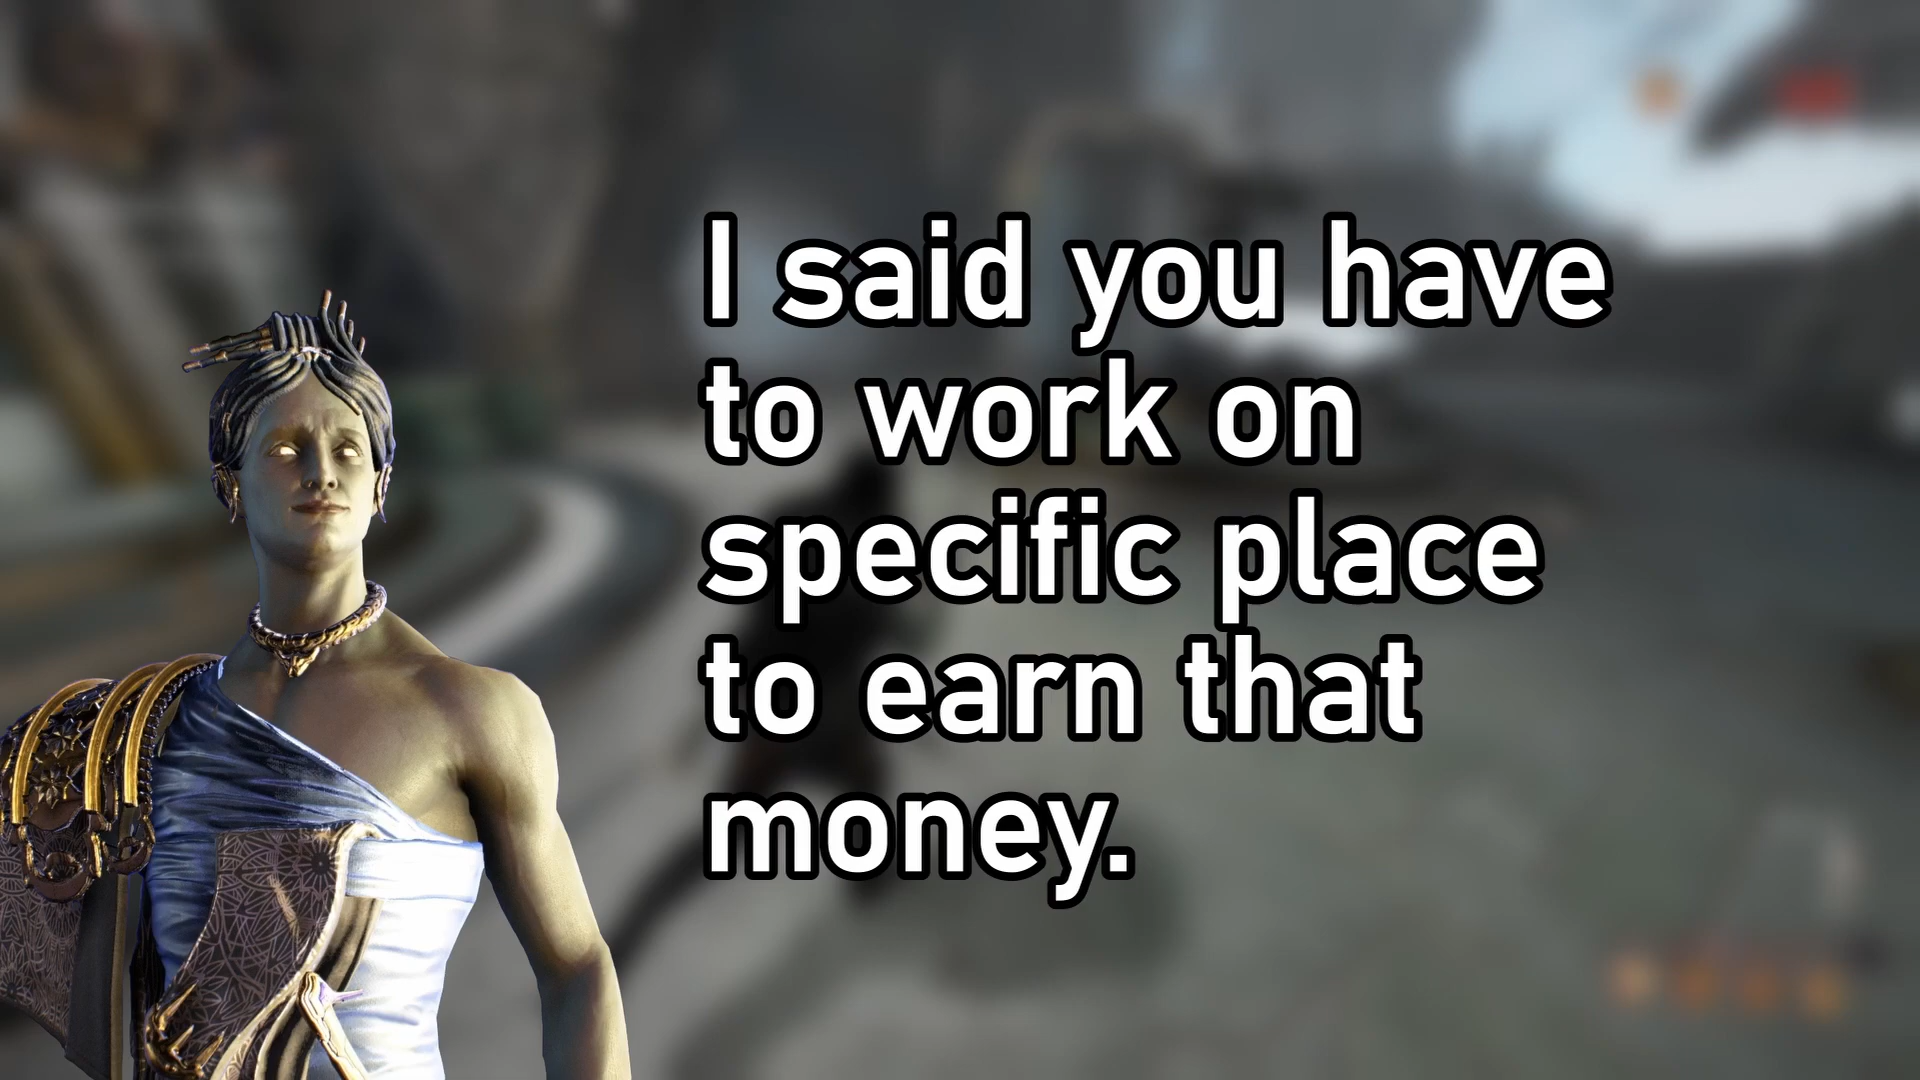 I said you have
to work on
specific place
to earn that
money.